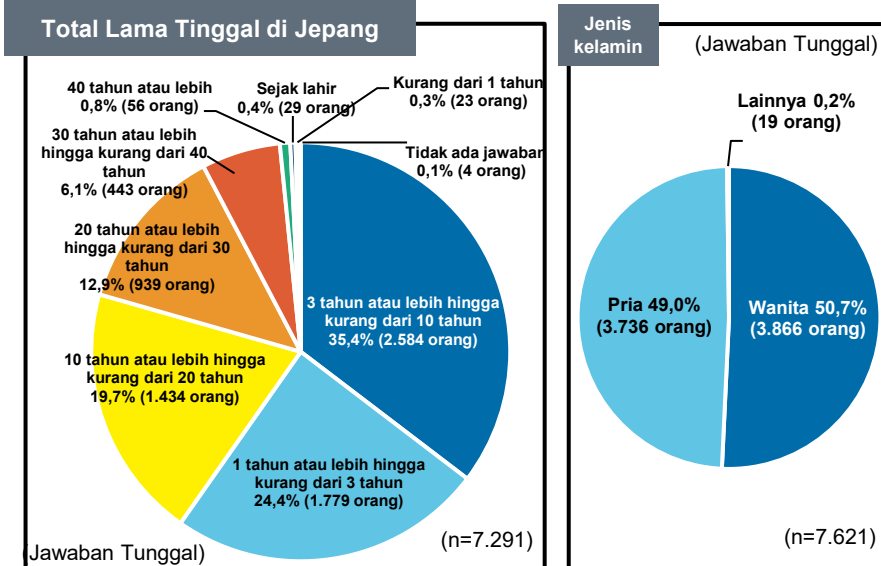 Total Lama Tinggal di Jepang
40 tahun atau lebih
0,8% (56 orang)
Sejak lahir
0,4% (29 orang)
Kurang dari 1 tahun
0,3% (23 orang)
Tidak ada jawaban
0,1% (4 orang)
30 tahun atau lebih
hingga kurang dari 40
tahun
6,1% (443 orang)
20 tahun atau lebih
hingga kurang dari 30
tahun
12,9% (939 orang)
3 tahun atau lebih hingga
kurang dari 10 tahun
35,4% (2.584 orang)
10 tahun atau lebih hingga
kurang dari 20 tahun
19,7% (1.434 orang)
1 tahun atau lebih hingga
kurang dari 3 tahun
24,4% (1.779 orang)
(Jawaban Tunggal)
(n=7.291)
Jenis
kelamin
(Jawaban Tunggal)
Lainnya 0,2%
(19 orang)
Pria 49,0%
(3.736 orang)
Wanita 50,7%
(3.866 orang)
(n=7.621)